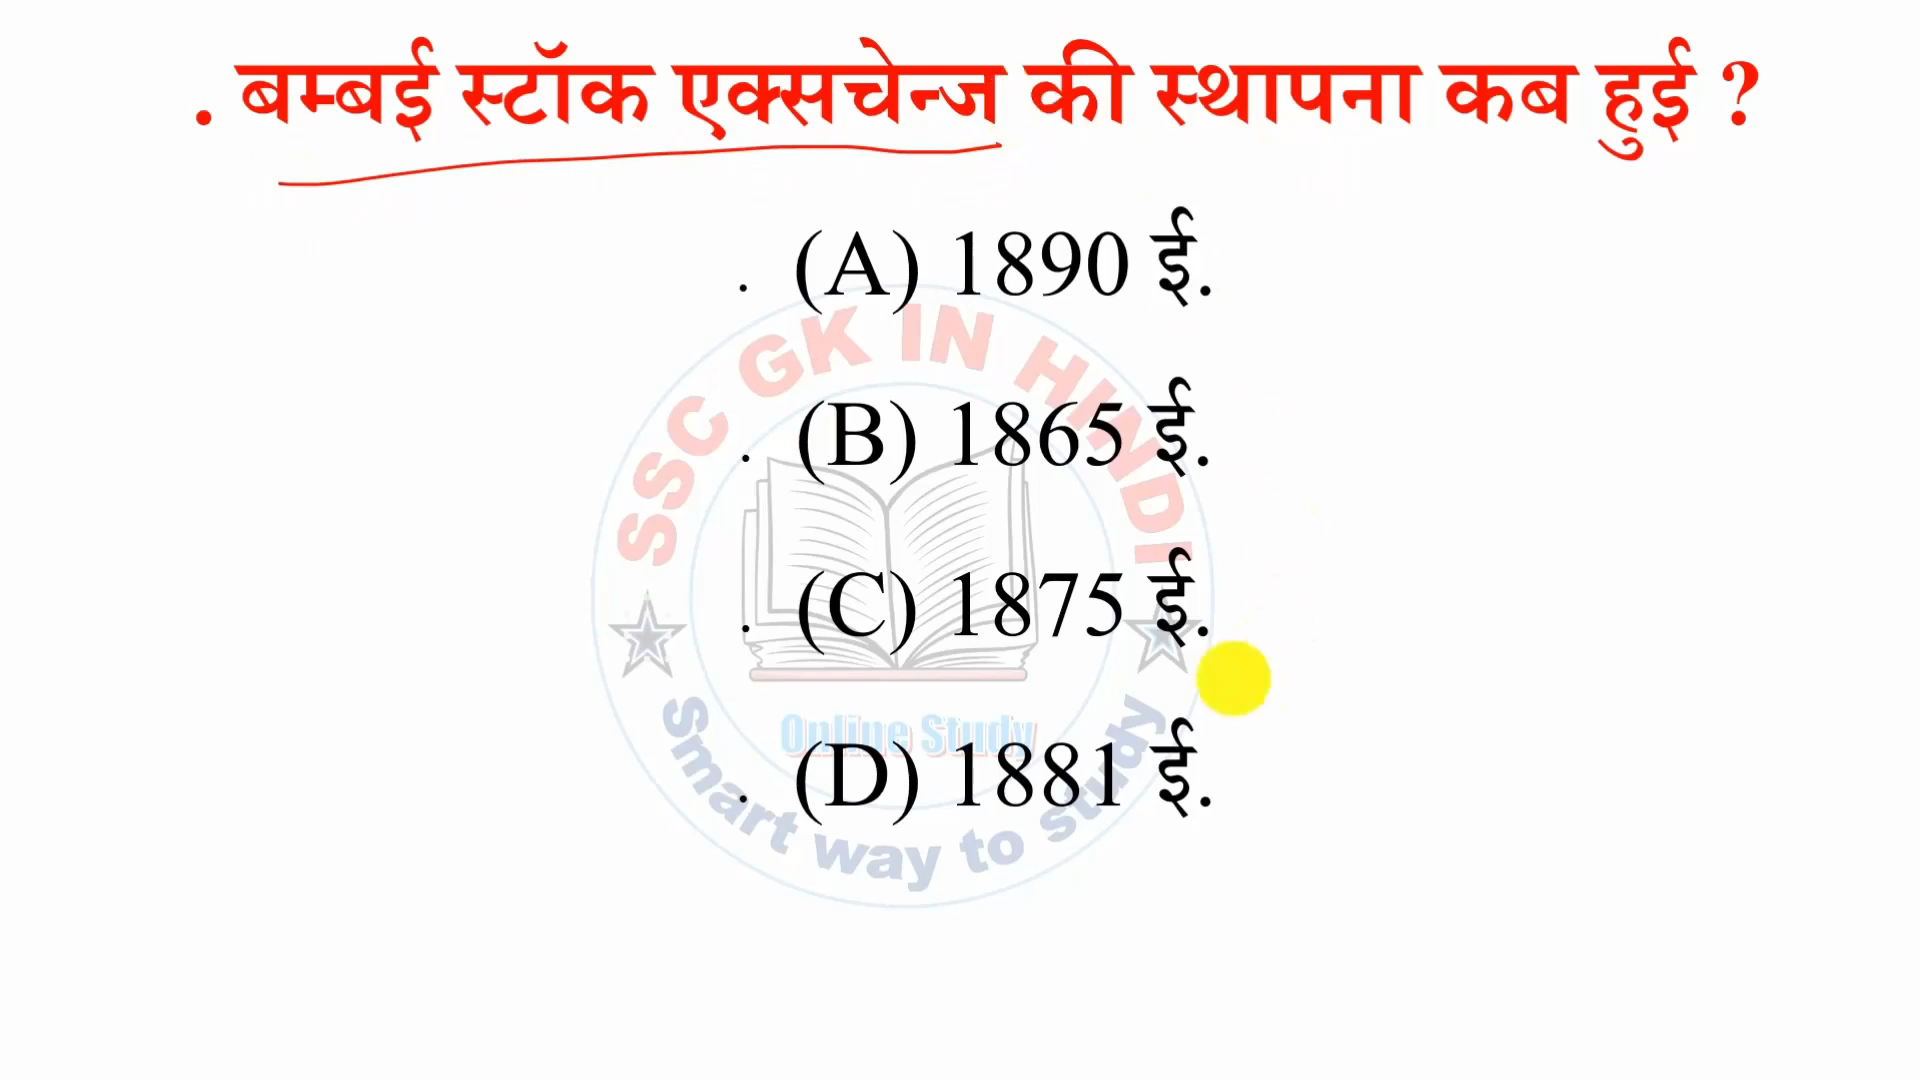 . बम्बई स्टॉक एक्सचेन्ज की स्थापना कब हुई ?
. (A) 1890 ई.
. (B) 1865 ई.
. (C) 1875 ई.
. (D) 1881 ई.
SSC GK IN HINDI
Online Study
Smart way to study